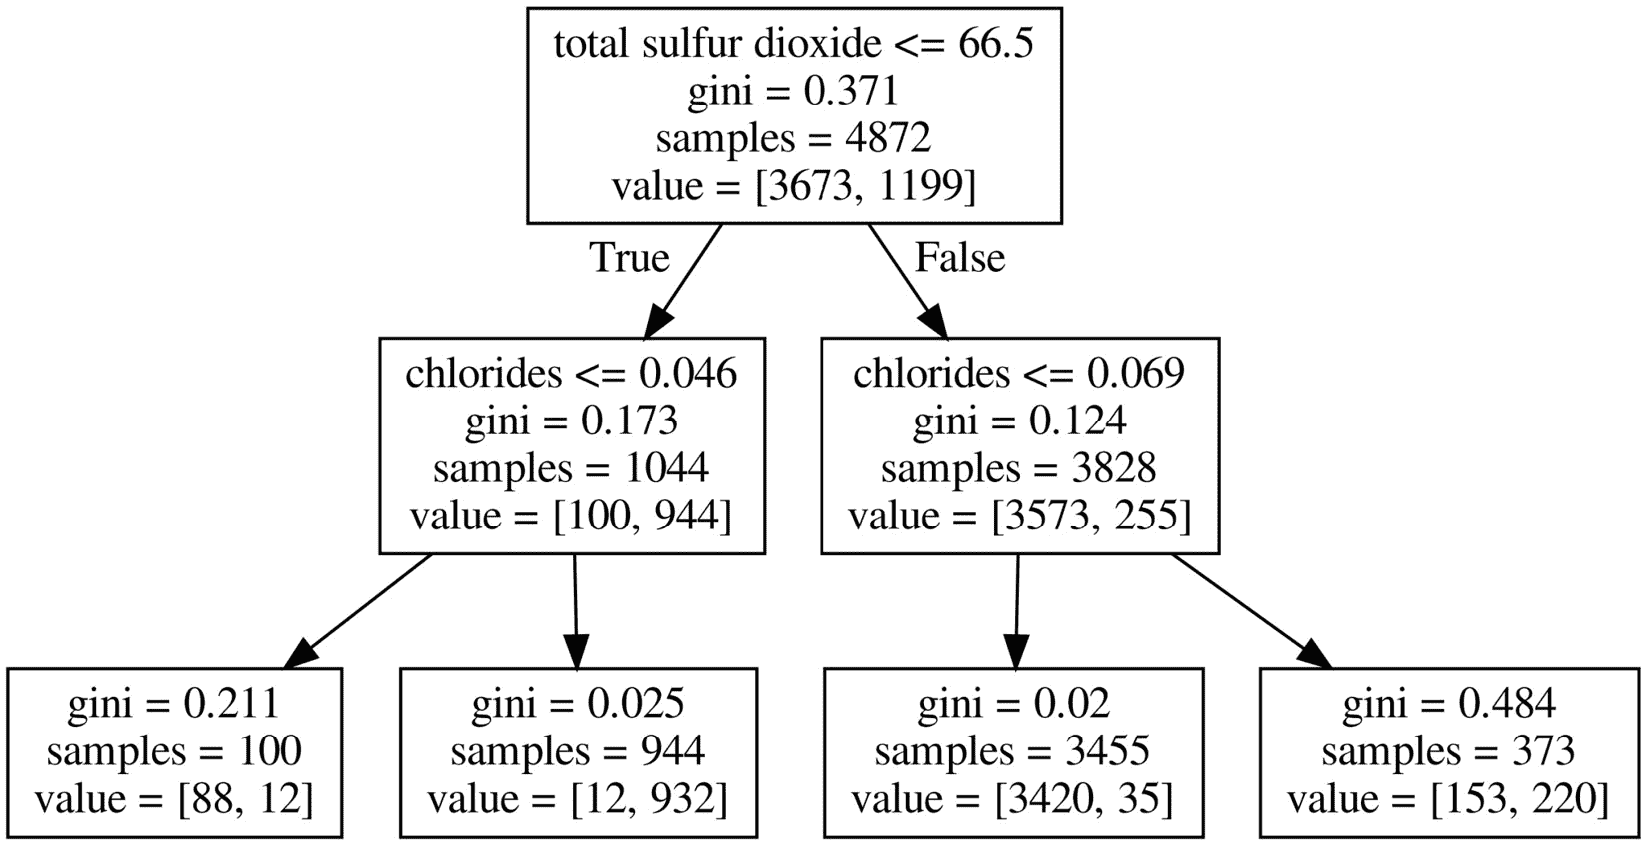 total sulfur dioxide <= 66.5
gini = 0.371
samples = 4872
value = [3673, 1199]
True
False
chlorides <= 0.046
gini = 0.173
samples = 1044
value = [100, 944]
chlorides <= 0.069
gini = 0.124
samples = 3828
value = [3573, 255]
gini = 0.211
samples = 100
value = [88, 12]
gini = 0.025
samples = 944
value = [12, 932]
gini = 0.02
samples = 3455
value = [3420, 35]
gini = 0.484
samples = 373
value = [153, 220]